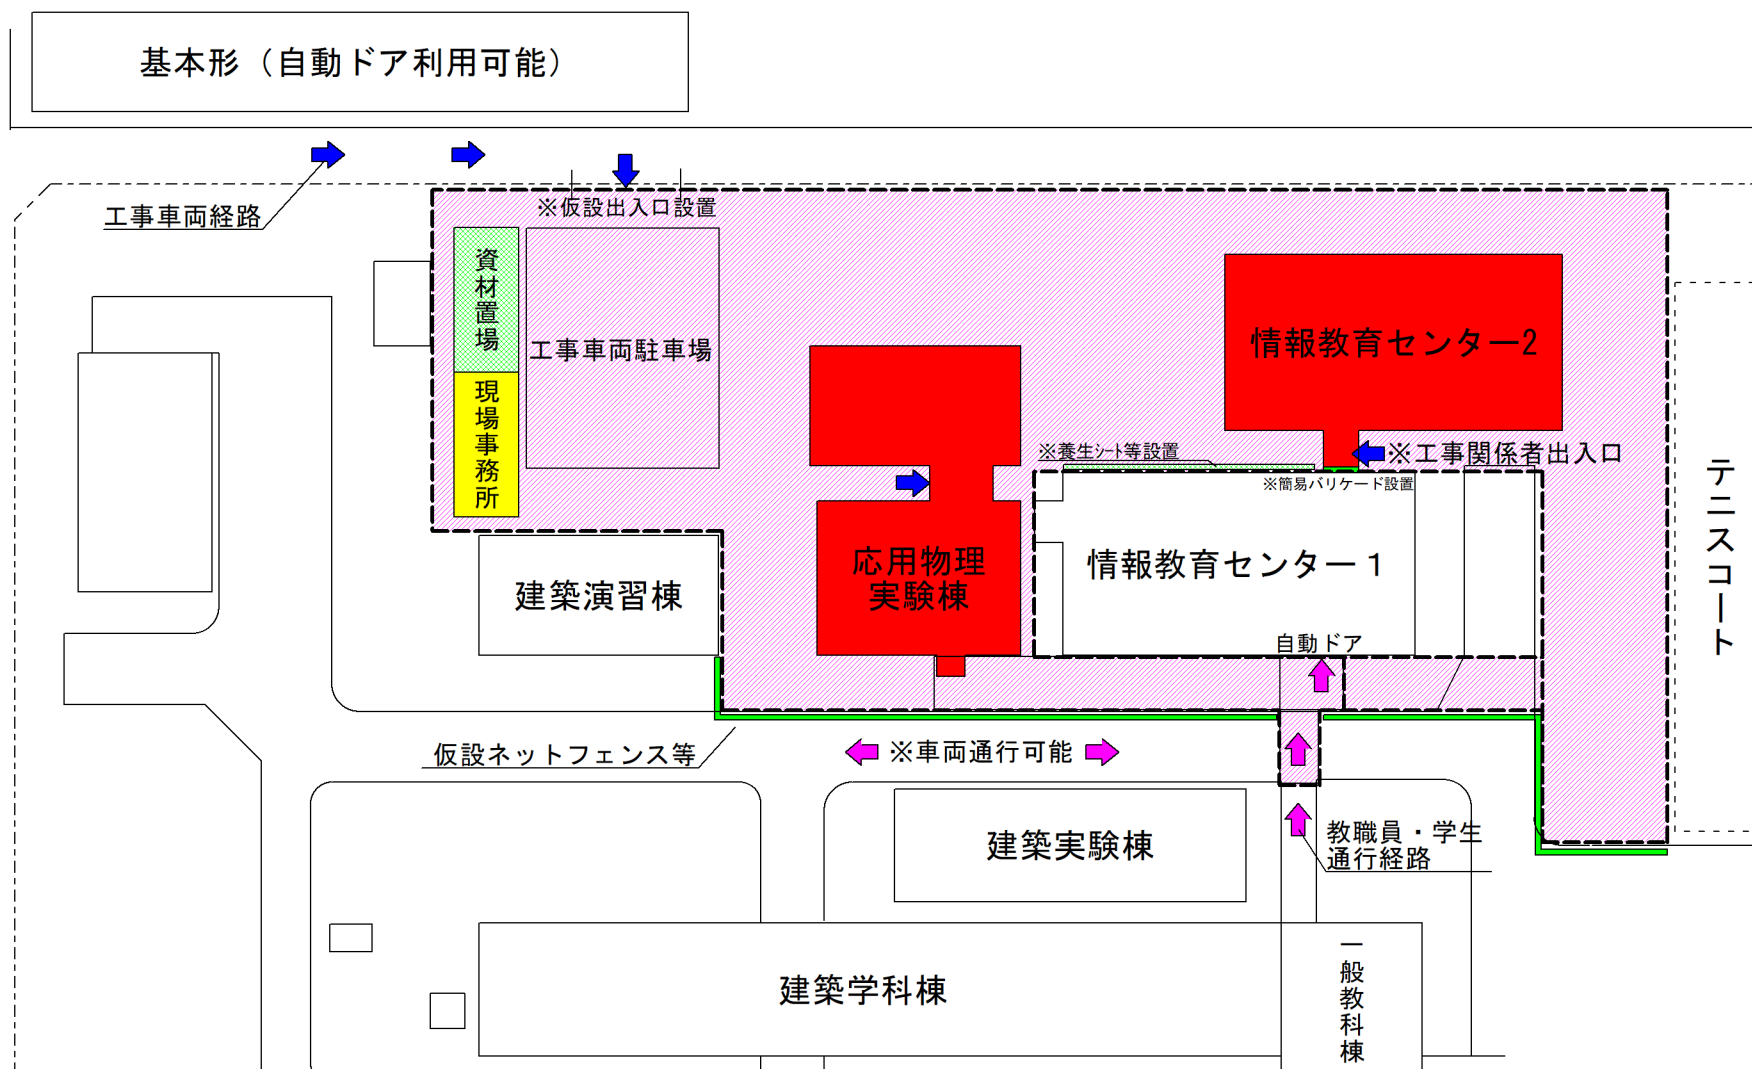 基本形（自動ドア利用可能）
工事車両経路
※仮設出入口設置
資材置場
工事車両駐車場
現場事務所
情報教育センター2
※養生シート等設置
※工事関係者出入口
※簡易バリケード設置
テニスコート
応用物理
実験棟
情報教育センター１
建築演習棟
自動ドア
仮設ネットフェンス等
※車両通行可能
教職員・学生
通行経路
建築実験棟
建築学科棟
一般教科棟